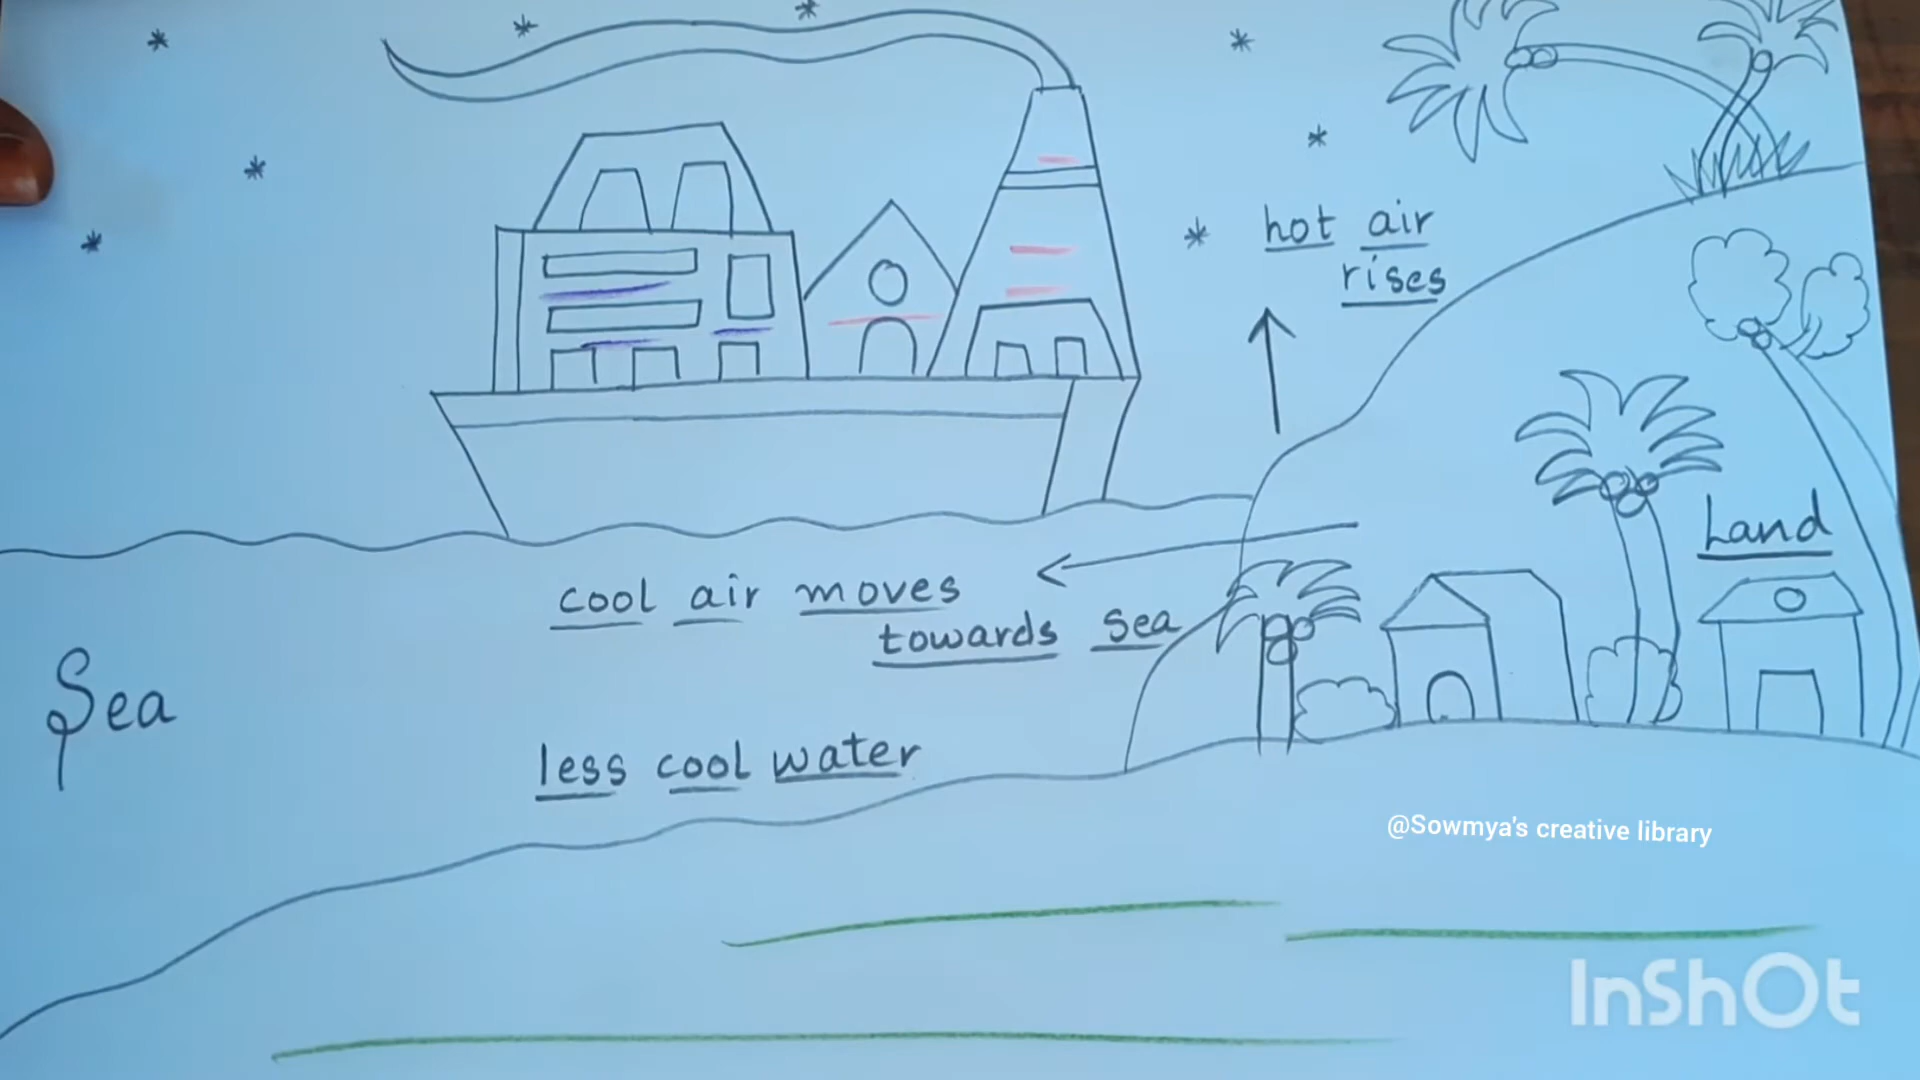 hot air
rises
Land
cool air moves
towards sea
Sea
less cool water
@Sowmya's creative library
InShOt